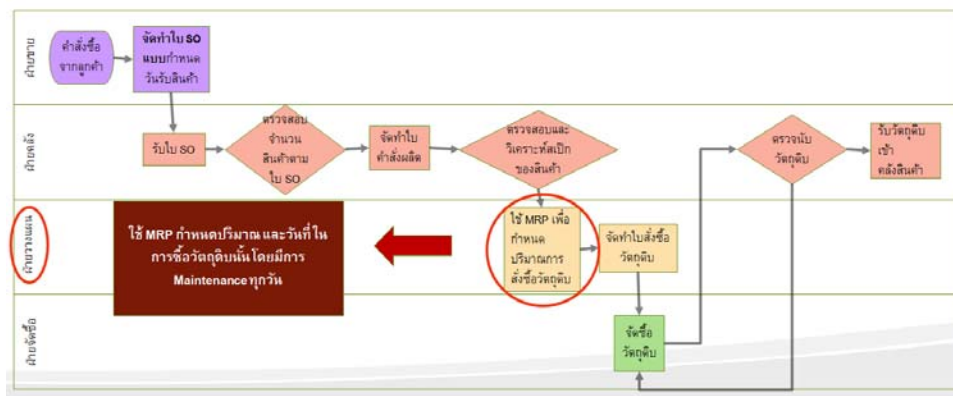 ฝ่ายขาย
คำสั่งซื้อ
จากลูกค้า
จัดทำใบ SO
แบบกำหนด
วันรับสินค้า
ฝ่ายคลัง
รับใบ SO
ตรวจสอบ
จำนวน
สินค้าตาม
ใบ SO
จัดทำใบ
คำสั่งผลิต
ตรวจสอบและ
วิเคราะห์สเป๊ก
ของสินค้า
ตรวจนับ
วัตถุดิบ
รับวัตถุดิบ
เข้า
คลังสินค้า
ฝ่ายวางแผน
ใช้ MRP กำหนดปริมาณ และวันที่ ใน
การซื้อวัตถุดิบนั้น โดยมีการ
Maintenance ทุกวัน
ใช้ MRP เพื่อ
กำหนด
ปริมาณการ
สั่งซื้อวัตถุดิบ
จัดทำใบสั่งซื้อ
วัตถุดิบ
ฝ่ายจัดซื้อ
จัดซื้อ
วัตถุดิบ